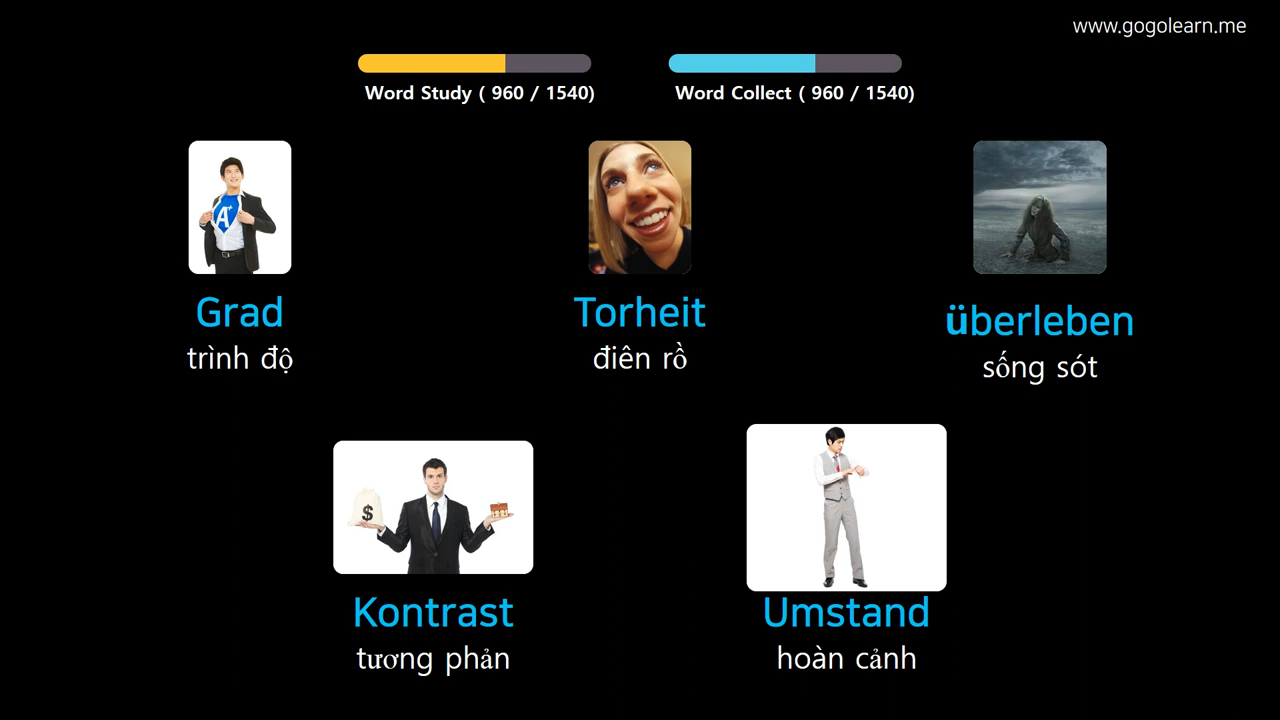 www.gogolearn.me
Word Study ( 960 / 1540)
Word Collect ( 960 / 1540)
A+
Grad
trình độ
Torheit
điên rồ
überleben
sống sót
$
Kontrast
tương phản
Umstand
hoàn cảnh